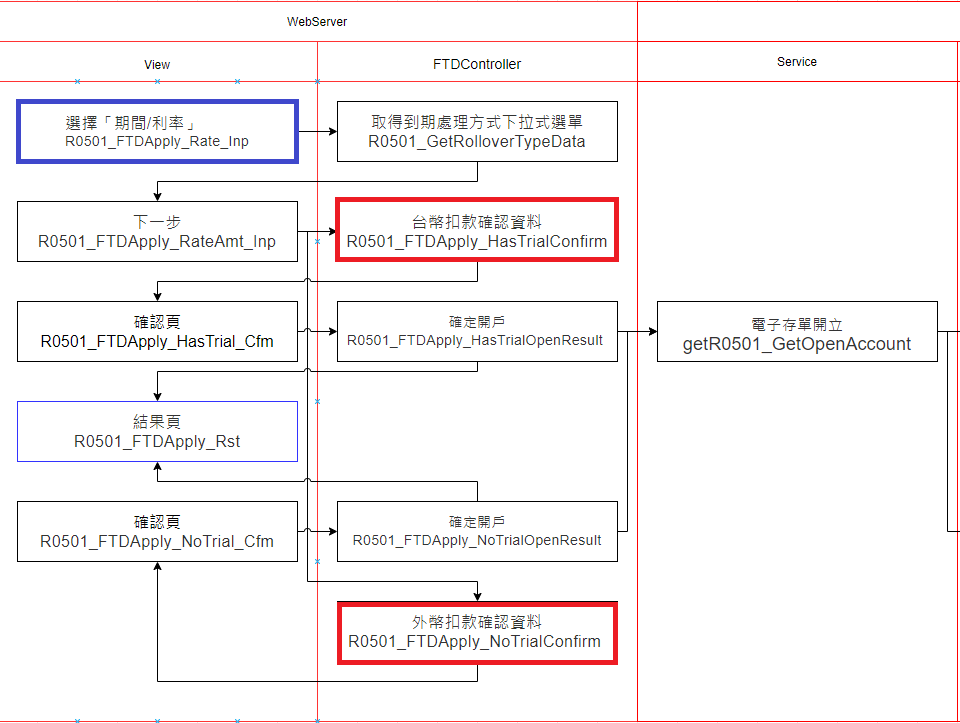 WebServer
View
FTDController
Service
選擇「期間/利率」
R0501_FTDApply_Rate_Inp
取得到期處理方式下拉式選單
R0501_GetRolloverTypeData
下一步
R0501_FTDApply_RateAmt_Inp
台幣扣款確認資料
R0501_FTDApply_HasTrialConfirm
確認頁
R0501_FTDApply_HasTrial_Cfm
確定開戶
R0501_FTDApply_HasTrialOpenResult
電子存單開立
getR0501_GetOpenAccount
結果頁
R0501_FTDApply_Rst
確認頁
R0501_FTDApply_NoTrial_Cfm
確定開戶
R0501_FTDApply_NoTrialOpenResult
外幣扣款確認資料
R0501_FTDApply_NoTrialConfirm